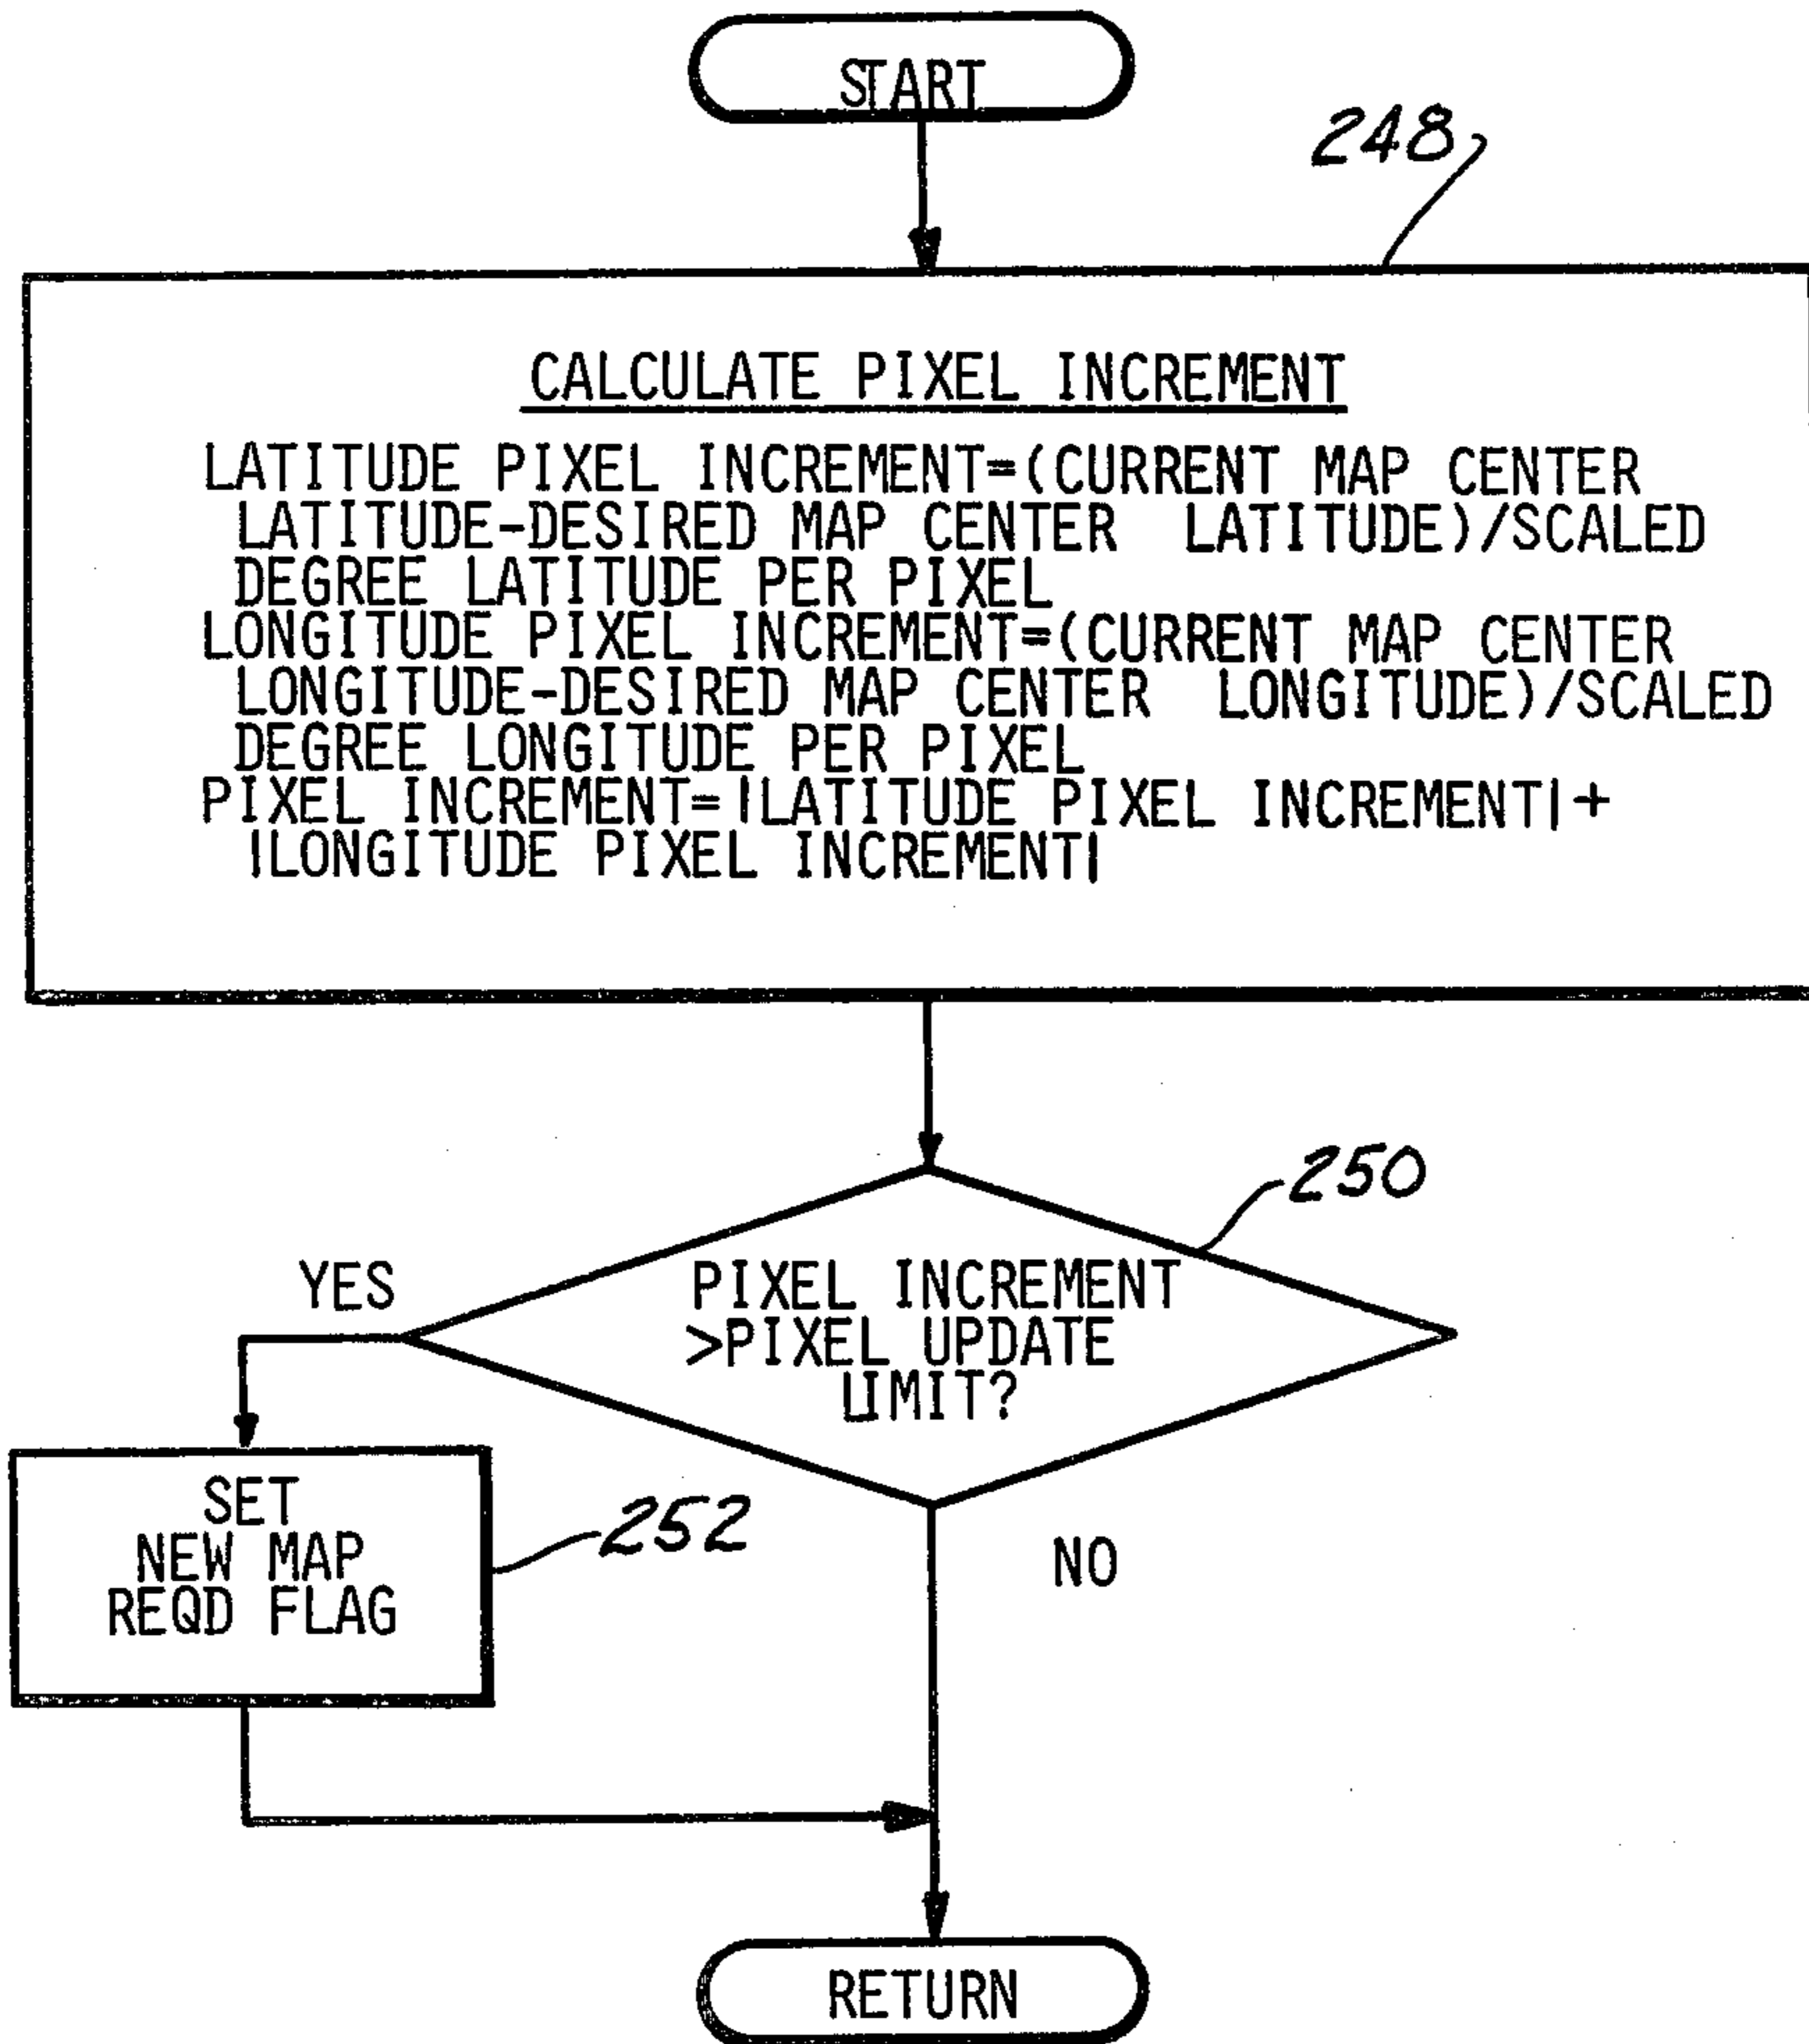 START
248
CALCULATE PIXEL INCREMENT
LATITUDE PIXEL INCREMENT=(CURRENT MAP CENTER
LATITUDE-DESIRED MAP CENTER LATITUDE)/SCALED
DEGREE LATITUDE PER PIXEL
LONGITUDE PIXEL INCREMENT=(CURRENT MAP CENTER
LONGITUDE-DESIRED MAP CENTER LONGITUDE)/SCALED
DEGREE LONGITUDE PER PIXEL
PIXEL INCREMENT=|LATITUDE PIXEL INCREMENT|+
|LONGITUDE PIXEL INCREMENT|
250
YES
PIXEL INCREMENT
>PIXEL UPDATE
LIMIT?
SET
NEW MAP
REQD FLAG
252
NO
RETURN